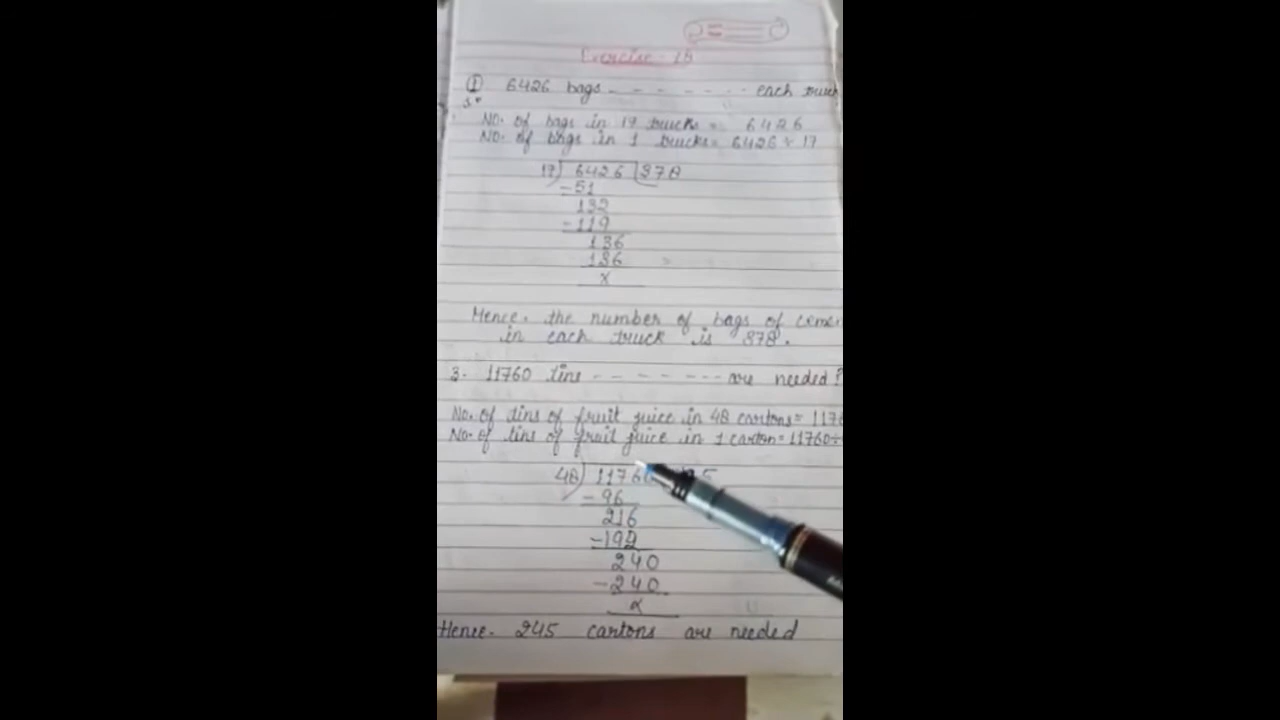 Exercise - 1B
① 6426 bags - - - - - - - each truck
No. of bags in 17 trucks = 6426
No. of bags in 1 trucks = 6426 ÷ 17
17) 6426 (378
-51
132
-119
136
136
x
Hence, the number of bags of cemen
in each truck is 378.
3. 11760 tins - - - - - - - are needed?
No. of tins of fruit juice in 48 cartons = 1176
No. of tins of fruit juice in 1 carton = 11760÷
48) 1176
-96
216
-192
240
-240
x
Hence. 245 cartons are needed